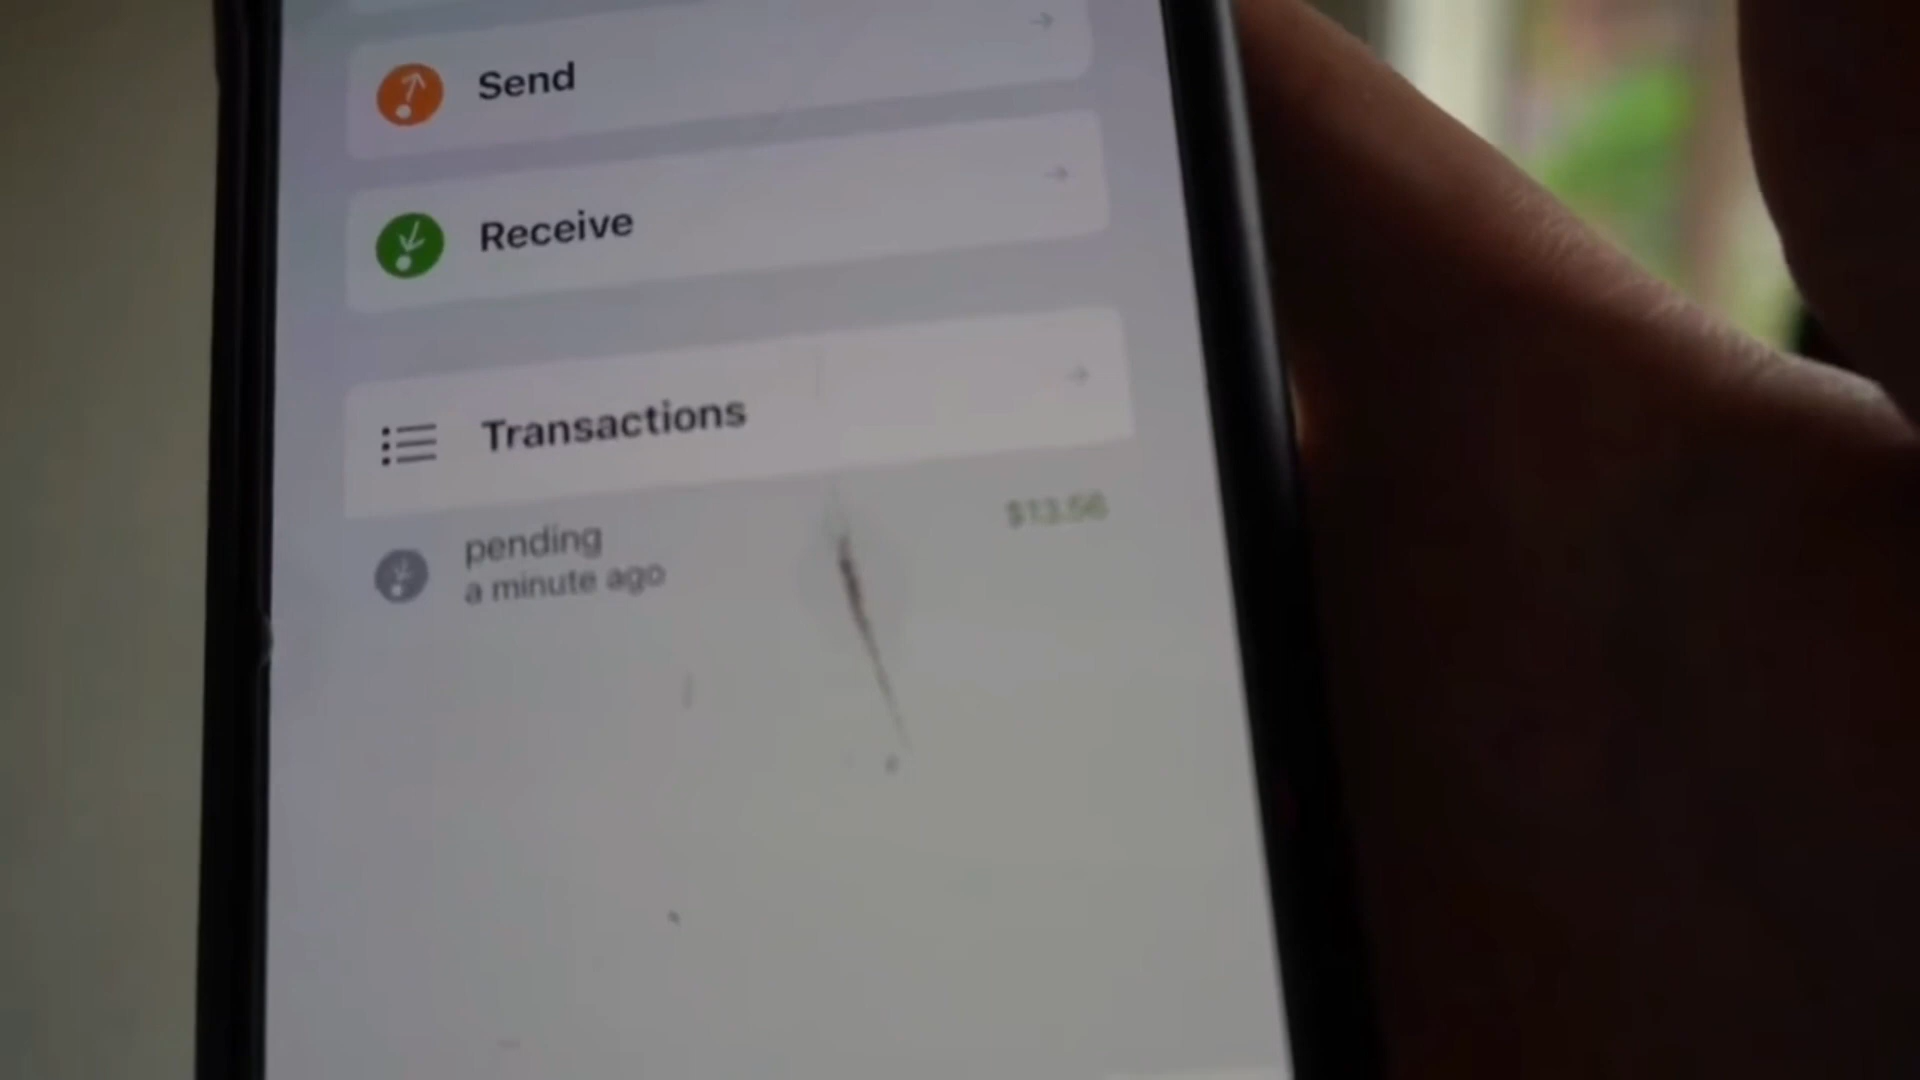 Send
Receive
Transactions
pending
$13.56
a minute ago